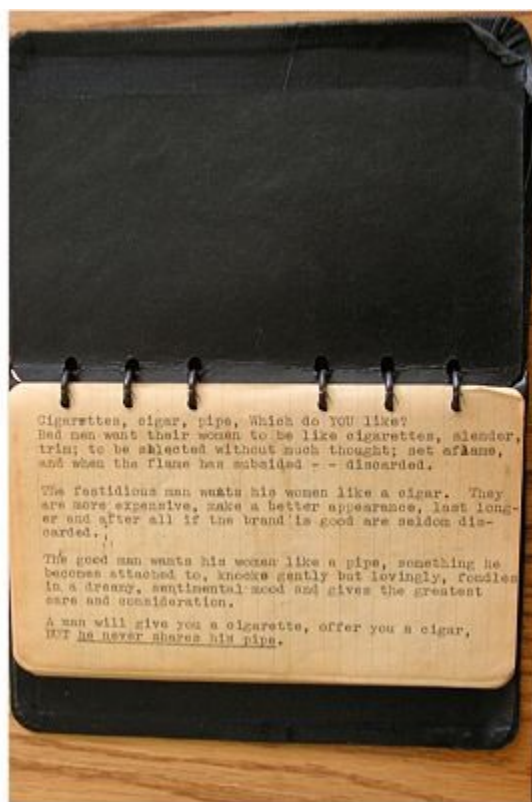 Cigarettes, cigar, pipe, Which do YOU like?
Bad men want their women to be like cigarettes, slender,
trim; to be selected without much thought; set aflame,
and when the flame has subsided - - discarded.
The fastidious man wants his women like a cigar. They
are more expensive, make a better appearance, last long-
er and after all if the brand is good are seldom dis-
carded.
The good man wants his women like a pipe, something he
becomes attached to, knocks gently but lovingly, fondles
in a dreamy, sentimental mood and gives the greatest
care and consideration.
A man will give you a cigarette, offer you a cigar,
BUT he never shares his pipe.